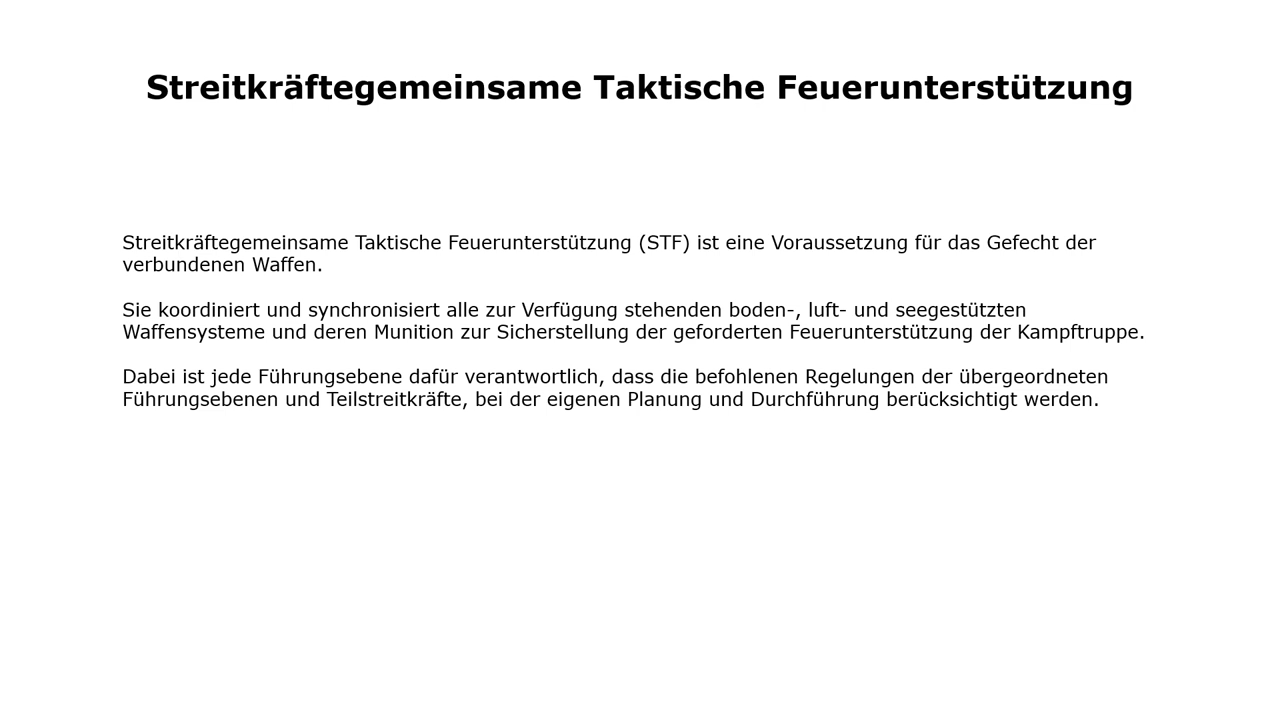 Streitkräftegemeinsame Taktische Feuerunterstützung
Streitkräftegemeinsame Taktische Feuerunterstützung (STF) ist eine Voraussetzung für das Gefecht der
verbundenen Waffen.
Sie koordiniert und synchronisiert alle zur Verfügung stehenden boden-, luft- und seegestützten
Waffensysteme und deren Munition zur Sicherstellung der geforderten Feuerunterstützung der Kampftruppe.
Dabei ist jede Führungsebene dafür verantwortlich, dass die befohlenen Regelungen der übergeordneten
Führungsebenen und Teilstreitkräfte, bei der eigenen Planung und Durchführung berücksichtigt werden.